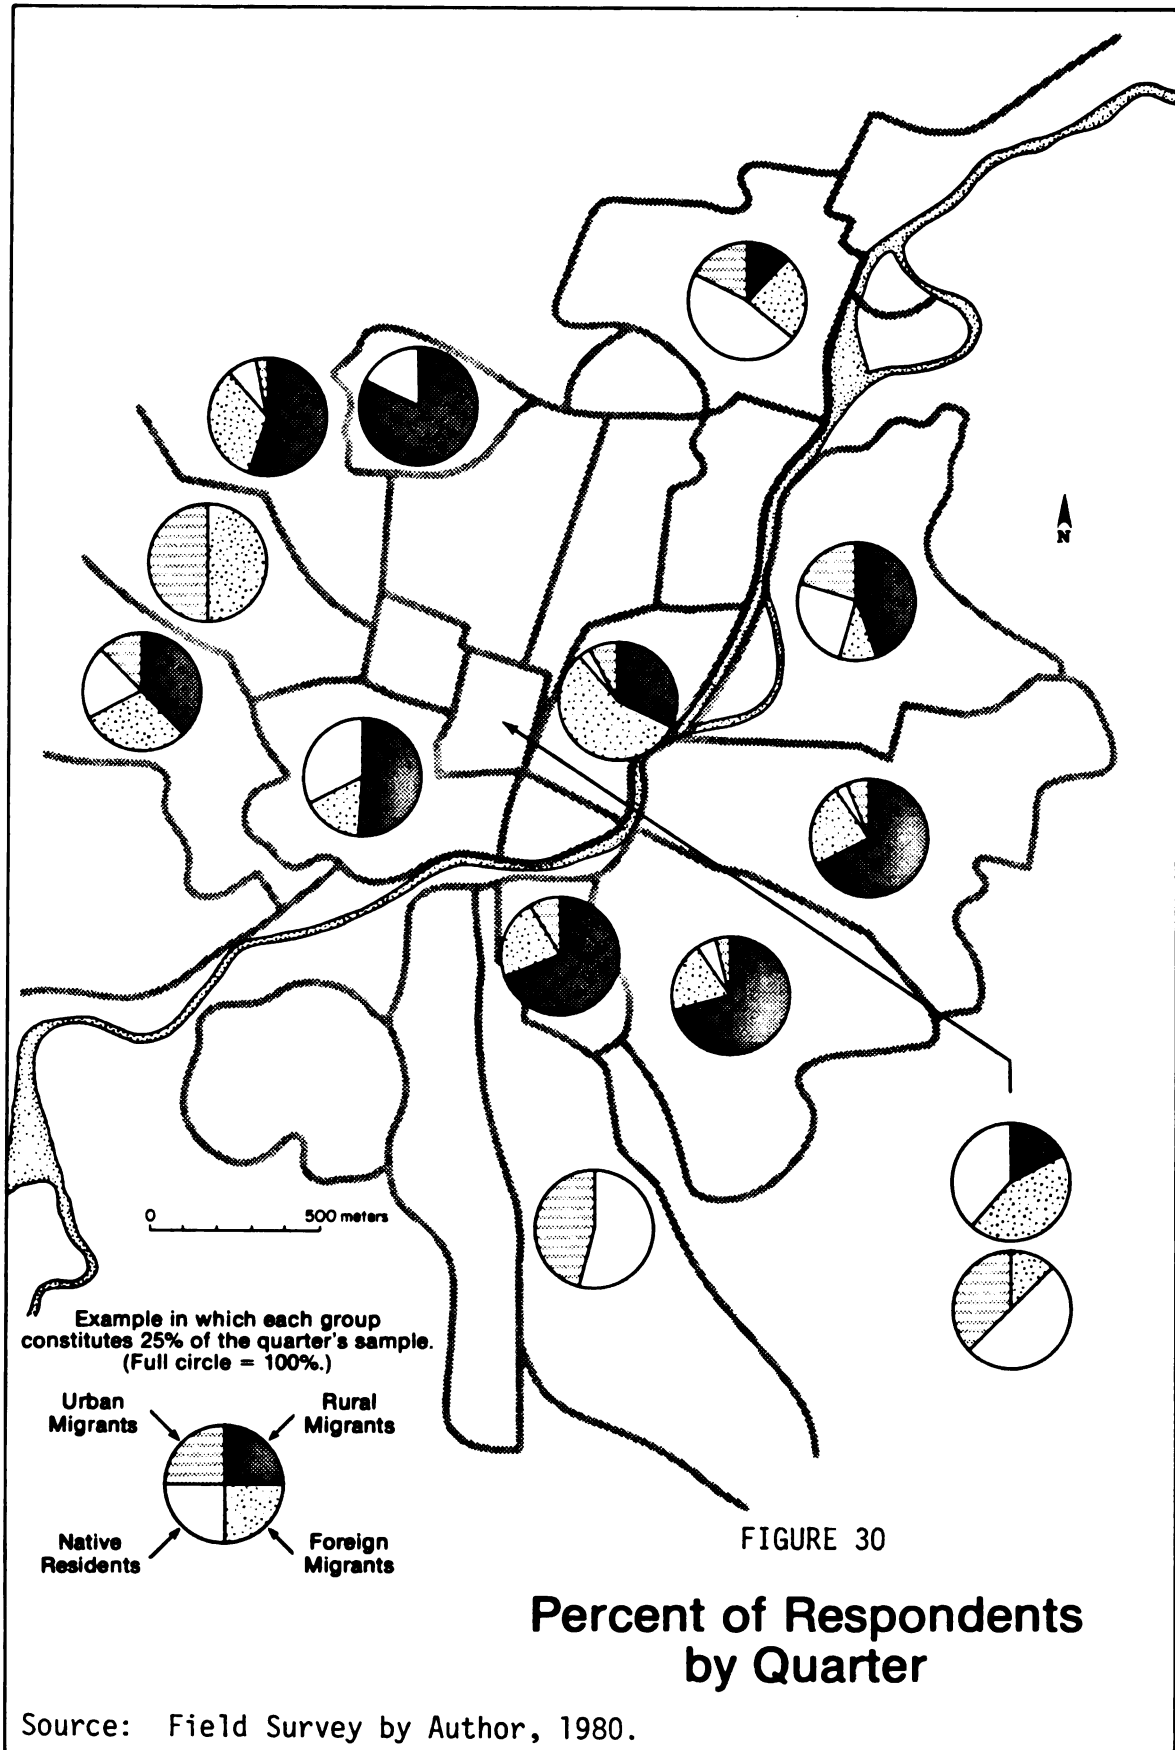 N
0 500 meters
Example in which each group
constitutes 25% of the quarter's sample.
(Full circle = 100%.)
Urban
Migrants
Rural
Migrants
Native
Residents
Foreign
Migrants
FIGURE 30
Percent of Respondents
by Quarter
Source: Field Survey by Author, 1980.